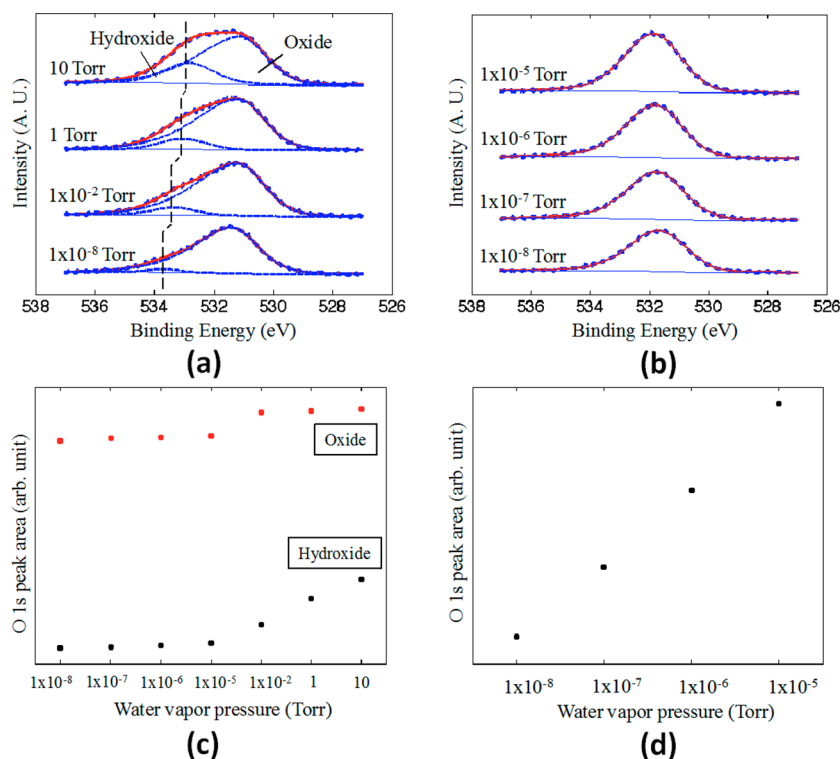 Intensity (A. U.)
Hydroxide
Oxide
10 Torr
1 Torr
1x10⁻² Torr
1x10⁻⁸ Torr
538 536 534 532 530 528 526
Binding Energy (eV)
(a)
Intensity (A. U.)
1x10⁻⁵ Torr
1x10⁻⁶ Torr
1x10⁻⁷ Torr
1x10⁻⁸ Torr
538 536 534 532 530 528 526
Binding Energy (eV)
(b)
O 1s peak area (arb. unit)
Oxide
Hydroxide
1x10⁻⁸ 1x10⁻⁷ 1x10⁻⁶ 1x10⁻⁵ 1x10⁻² 1 10
Water vapor pressure (Torr)
(c)
O 1s peak area (arb. unit)
1x10⁻⁸ 1x10⁻⁷ 1x10⁻⁶ 1x10⁻⁵
Water vapor pressure (Torr)
(d)